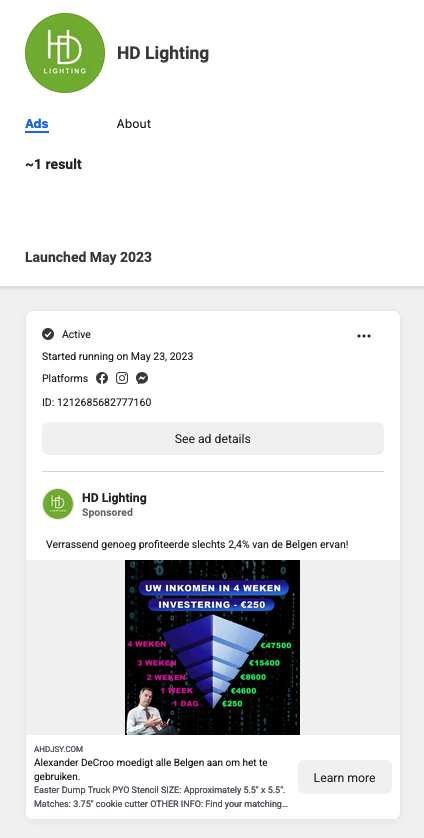 HD
LIGHTING
HD Lighting
Ads About
~1 result
Launched May 2023
Active
Started running on May 23, 2023
Platforms
ID: 1212685682777160
See ad details
HD
LIGHTING
HD Lighting
Sponsored
Verrassend genoeg profiteerde slechts 2,4% van de Belgen ervan!
UW INKOMEN IN 4 WEKEN
INVESTERING - €250
4 WEKEN €47500
3 WEKEN €15400
2 WEKEN €8600
1 WEEK €4600
1 DAG €250
AHDJSY.COM
Alexander DeCroo moedigt alle Belgen aan om het te
gebruiken.
Easter Dump Truck PYO Stencil SIZE: Approximately 5.5" x 5.5".
Matches: 3.75" cookie cutter OTHER INFO: Find your matching...
Learn more